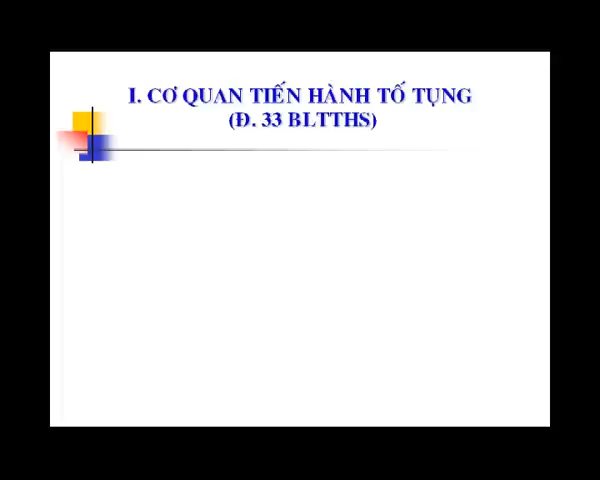 I. CƠ QUAN TIẾN HÀNH TỐ TỤNG
(Đ. 33 BLTTHS)